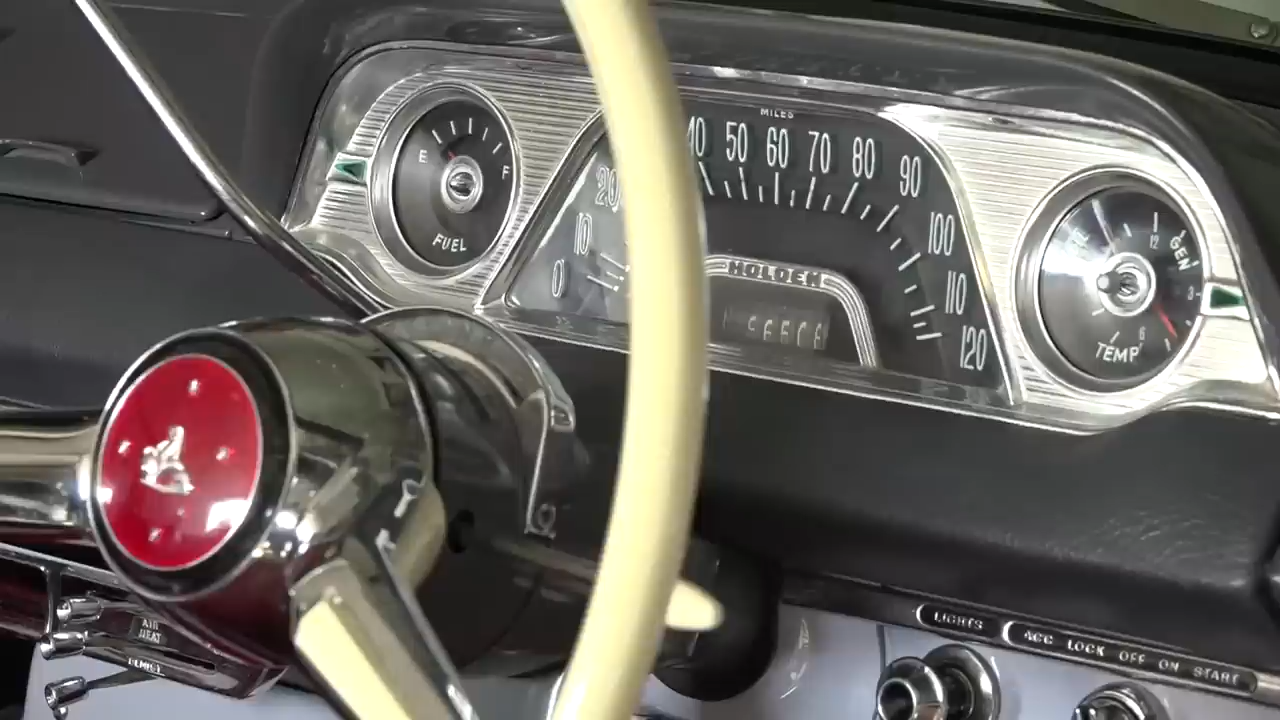 MILES
20 40 50 60 70 80 90 100 110 120
10
0
E F
FUEL
HOLDEN
12
GEN
6
TEMP
AIR
HEAT
DEMIST
LIGHTS
ACC LOCK OFF ON START